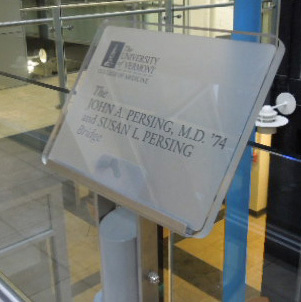 The
UNIVERSITY
of VERMONT
COLLEGE OF MEDICINE
The
JOHN A. PERSING, M.D. '74
and SUSAN L. PERSING
Bridge